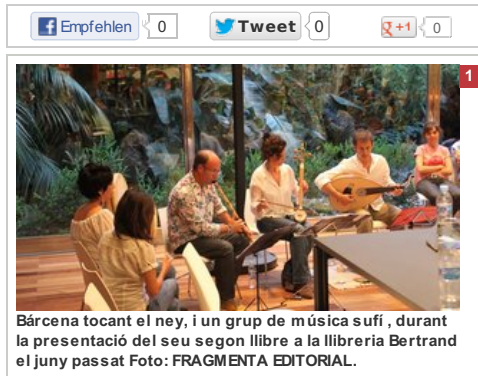 Empfehlen 0 Tweet 0 +1 0
1
Bárcena tocant el ney, i un grup de música sufí , durant
la presentació del seu segon llibre a la llibreria Bertrand
el juny passat Foto: FRAGMENTA EDITORIAL.